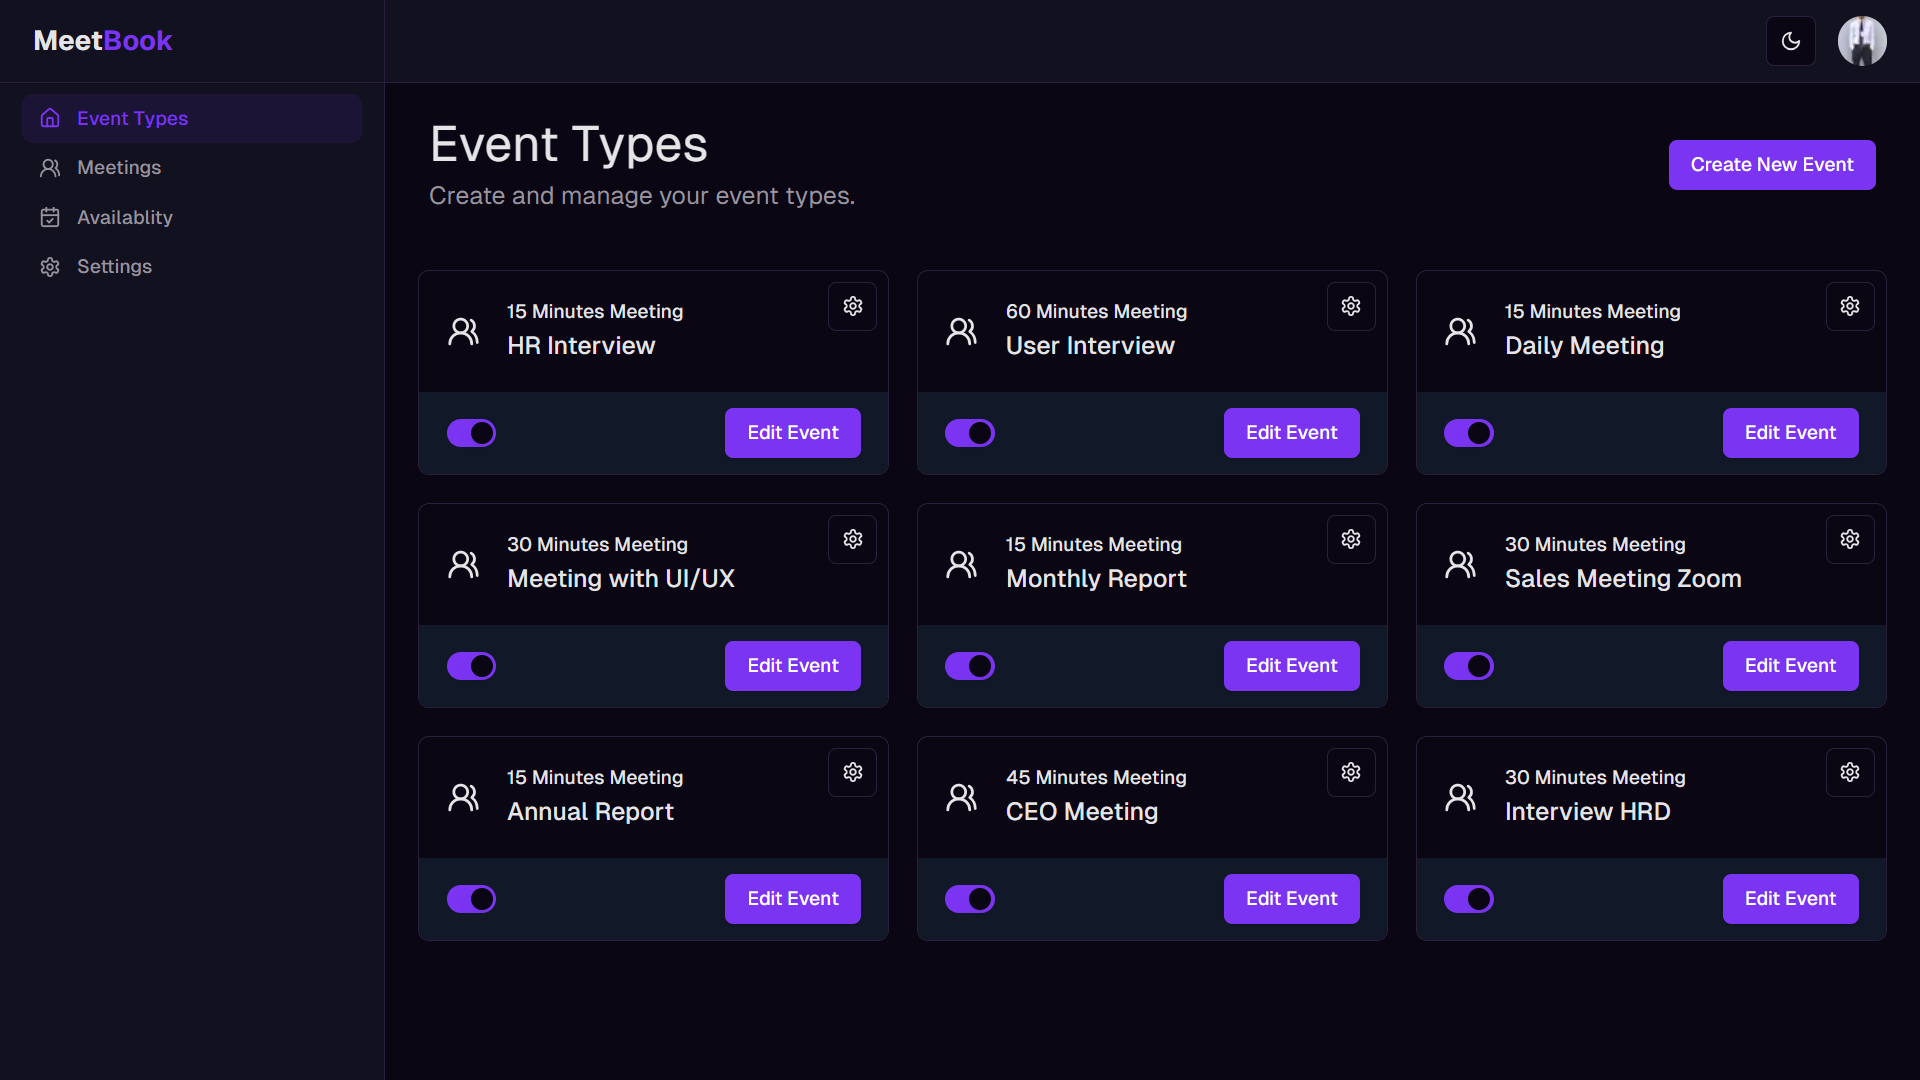 MeetBook
Event Types
Meetings
Availablity
Settings
Event Types
Create and manage your event types.
Create New Event
15 Minutes Meeting
HR Interview
Edit Event
60 Minutes Meeting
User Interview
Edit Event
15 Minutes Meeting
Daily Meeting
Edit Event
30 Minutes Meeting
Meeting with UI/UX
Edit Event
15 Minutes Meeting
Monthly Report
Edit Event
30 Minutes Meeting
Sales Meeting Zoom
Edit Event
15 Minutes Meeting
Annual Report
Edit Event
45 Minutes Meeting
CEO Meeting
Edit Event
30 Minutes Meeting
Interview HRD
Edit Event